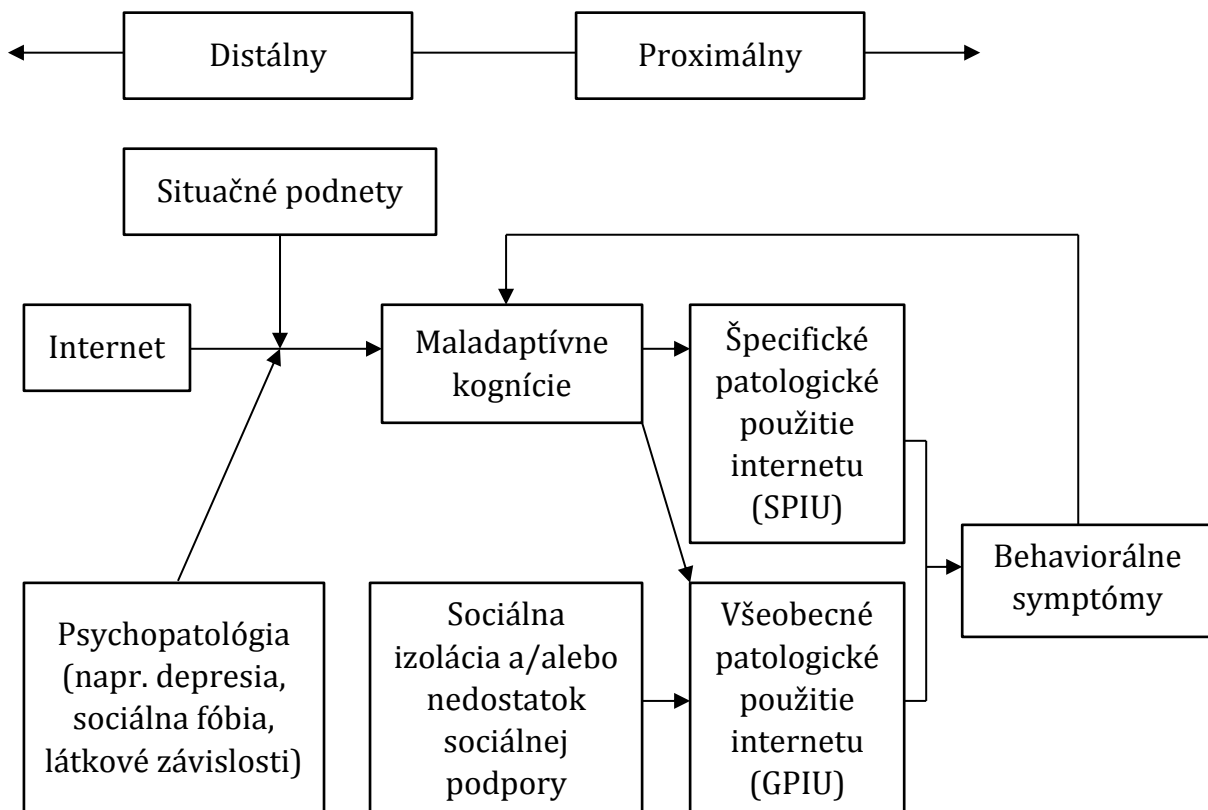 Distálny
Proximálny
Situačné podnety
Internet
Maladaptívne
kognície
Špecifické
patologické
použitie
internetu
(SPIU)
Behaviorálne
symptómy
Psychopatológia
(napr. depresia,
sociálna fóbia,
látkové závislosti)
Sociálna
izolácia a/alebo
nedostatok
sociálnej
podpory
Všeobecné
patologické
použitie
internetu
(GPIU)